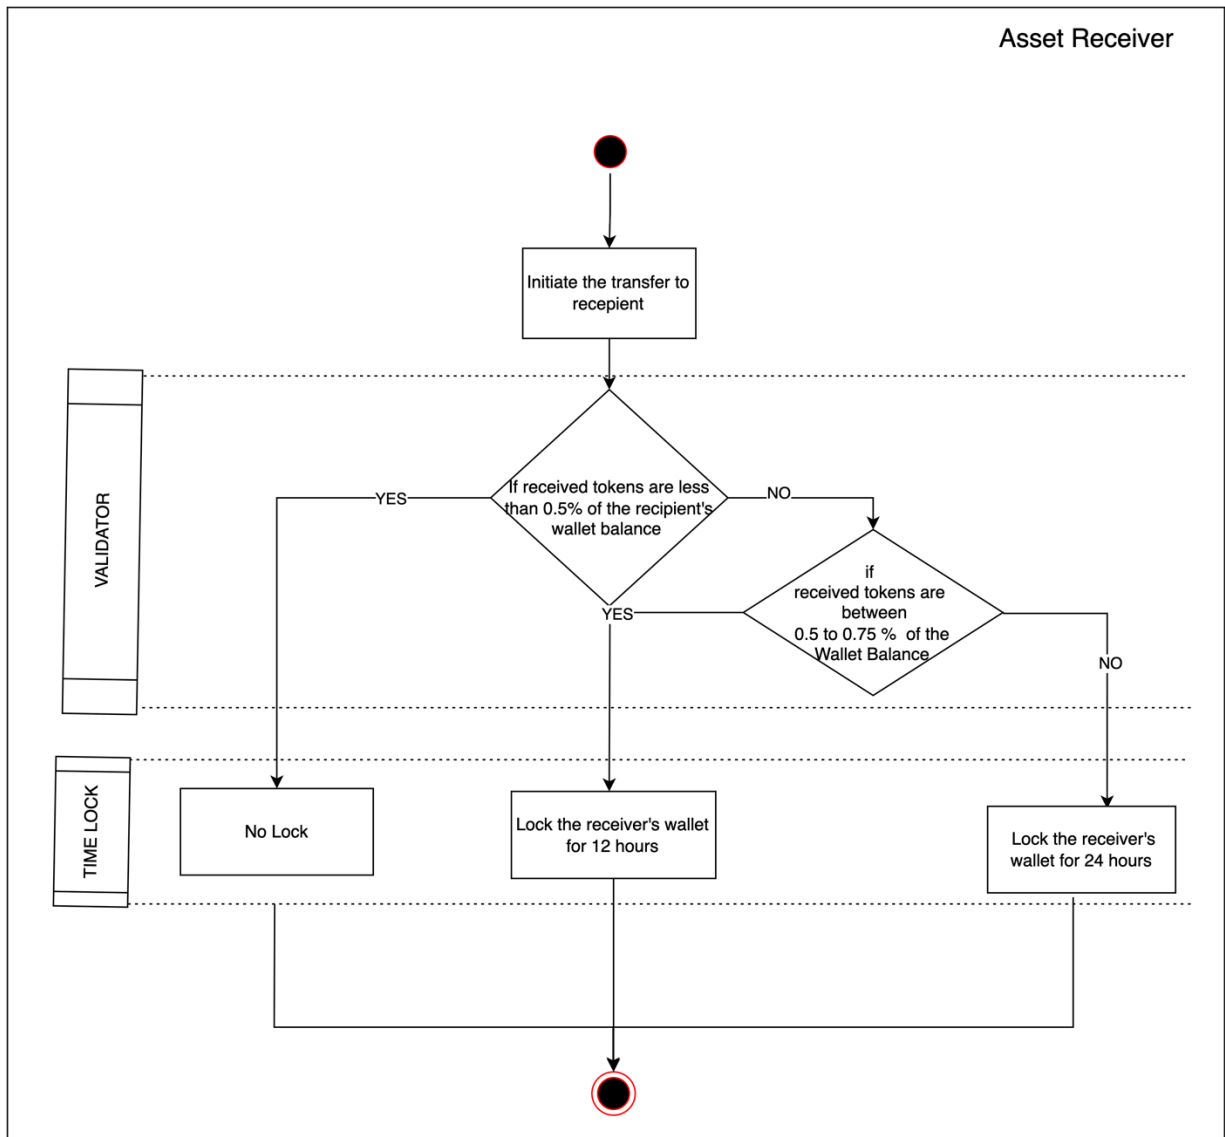 Asset Receiver
Initiate the transfer to
recepient
If received tokens are less
than 0.5% of the recipient's
wallet balance
YES
NO
if
received tokens are
between
0.5 to 0.75 %  of the
Wallet Balance
YES
NO
VALIDATOR
No Lock
Lock the receiver's wallet
for 12 hours
Lock the receiver's
wallet for 24 hours
TIME LOCK